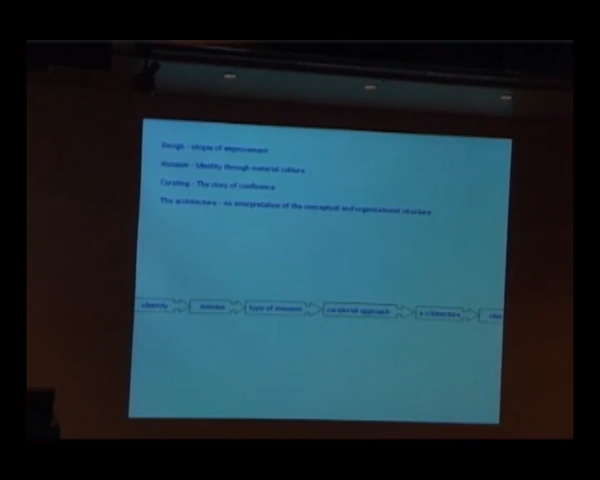 Design - utopia of improvement
Museum - Identity through material culture
Curating - The story of confluence
The architecture - an interpretation of the conceptual and organizational structure
identity
mission
type of museum
curatorial approach
architecture